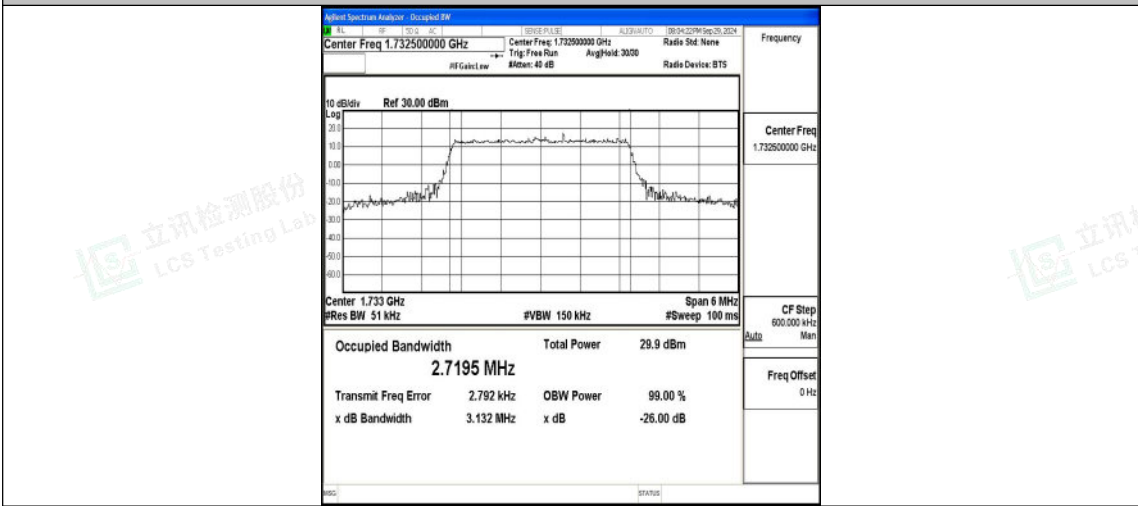 Agilent Spectrum Analyzer - Occupied BW
RL RF 50 Ω AC SENSE:PULSE ALIGNAUTO 08:04:22PM Sep 29, 2024
Center Freq 1.732500000 GHz
Center Freq: 1.732500000 GHz
Radio Std: None
Trig: Free Run Avg|Hold: 30/30
#IFGain:Low #Atten: 40 dB Radio Device: BTS
Frequency
10 dB/div Ref 30.00 dBm
Log
20.0
10.0
0.00
-10.0
-20.0
-30.0
-40.0
-50.0
-60.0
Center Freq
1.732500000 GHz
Center 1.733 GHz Span 6 MHz
#Res BW 51 kHz #VBW 150 kHz #Sweep 100 ms
CF Step
600.000 kHz
Auto Man
Occupied Bandwidth Total Power 29.9 dBm
2.7195 MHz
Transmit Freq Error 2.792 kHz OBW Power 99.00 %
x dB Bandwidth 3.132 MHz x dB -26.00 dB
Freq Offset
0 Hz
MSG STATUS
立讯检测股份
LCS Testing Lab
立讯
LCS